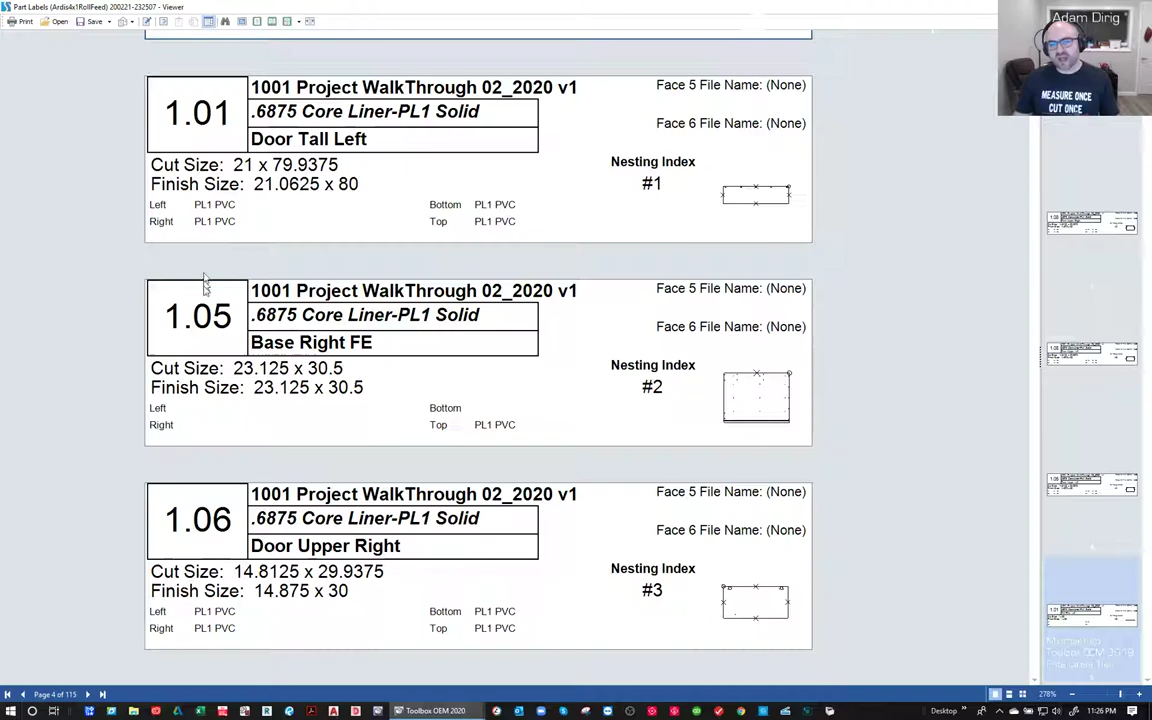 Part Labels (Ardis4x1RollFeed) 200221-232507 - Viewer
Print Open Save
Adam Dirig
MEASURE ONCE
CUT ONCE
1.01
1001 Project WalkThrough 02_2020 v1
.6875 Core Liner-PL1 Solid
Door Tall Left
Face 5 File Name: (None)
Face 6 File Name: (None)
Cut Size: 21 x 79.9375
Finish Size: 21.0625 x 80
Nesting Index
#1
Left PL1 PVC Bottom PL1 PVC
Right PL1 PVC Top PL1 PVC
1.05
1001 Project WalkThrough 02_2020 v1
.6875 Core Liner-PL1 Solid
Base Right FE
Face 5 File Name: (None)
Face 6 File Name: (None)
Cut Size: 23.125 x 30.5
Finish Size: 23.125 x 30.5
Nesting Index
#2
Left Bottom
Right Top PL1 PVC
1.06
1001 Project WalkThrough 02_2020 v1
.6875 Core Liner-PL1 Solid
Door Upper Right
Face 5 File Name: (None)
Face 6 File Name: (None)
Cut Size: 14.8125 x 29.9375
Finish Size: 14.875 x 30
Nesting Index
#3
Left PL1 PVC Bottom PL1 PVC
Right PL1 PVC Top PL1 PVC
Toolbox OEM 2019
Page 4 of 115
278%
Toolbox OEM 2020
Desktop
11:26 PM